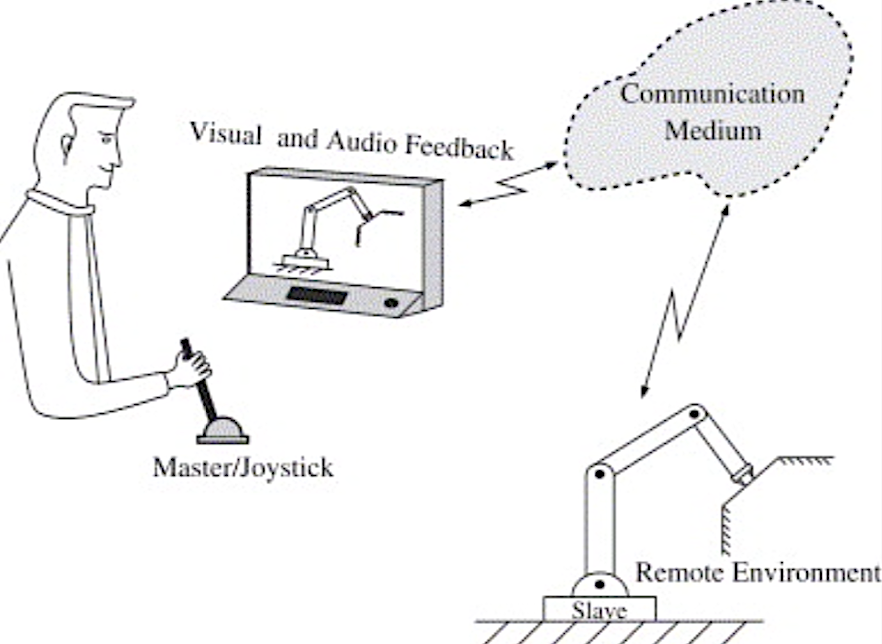 Communication
Medium
Visual and Audio Feedback
Master/Joystick
Remote Environment
Slave